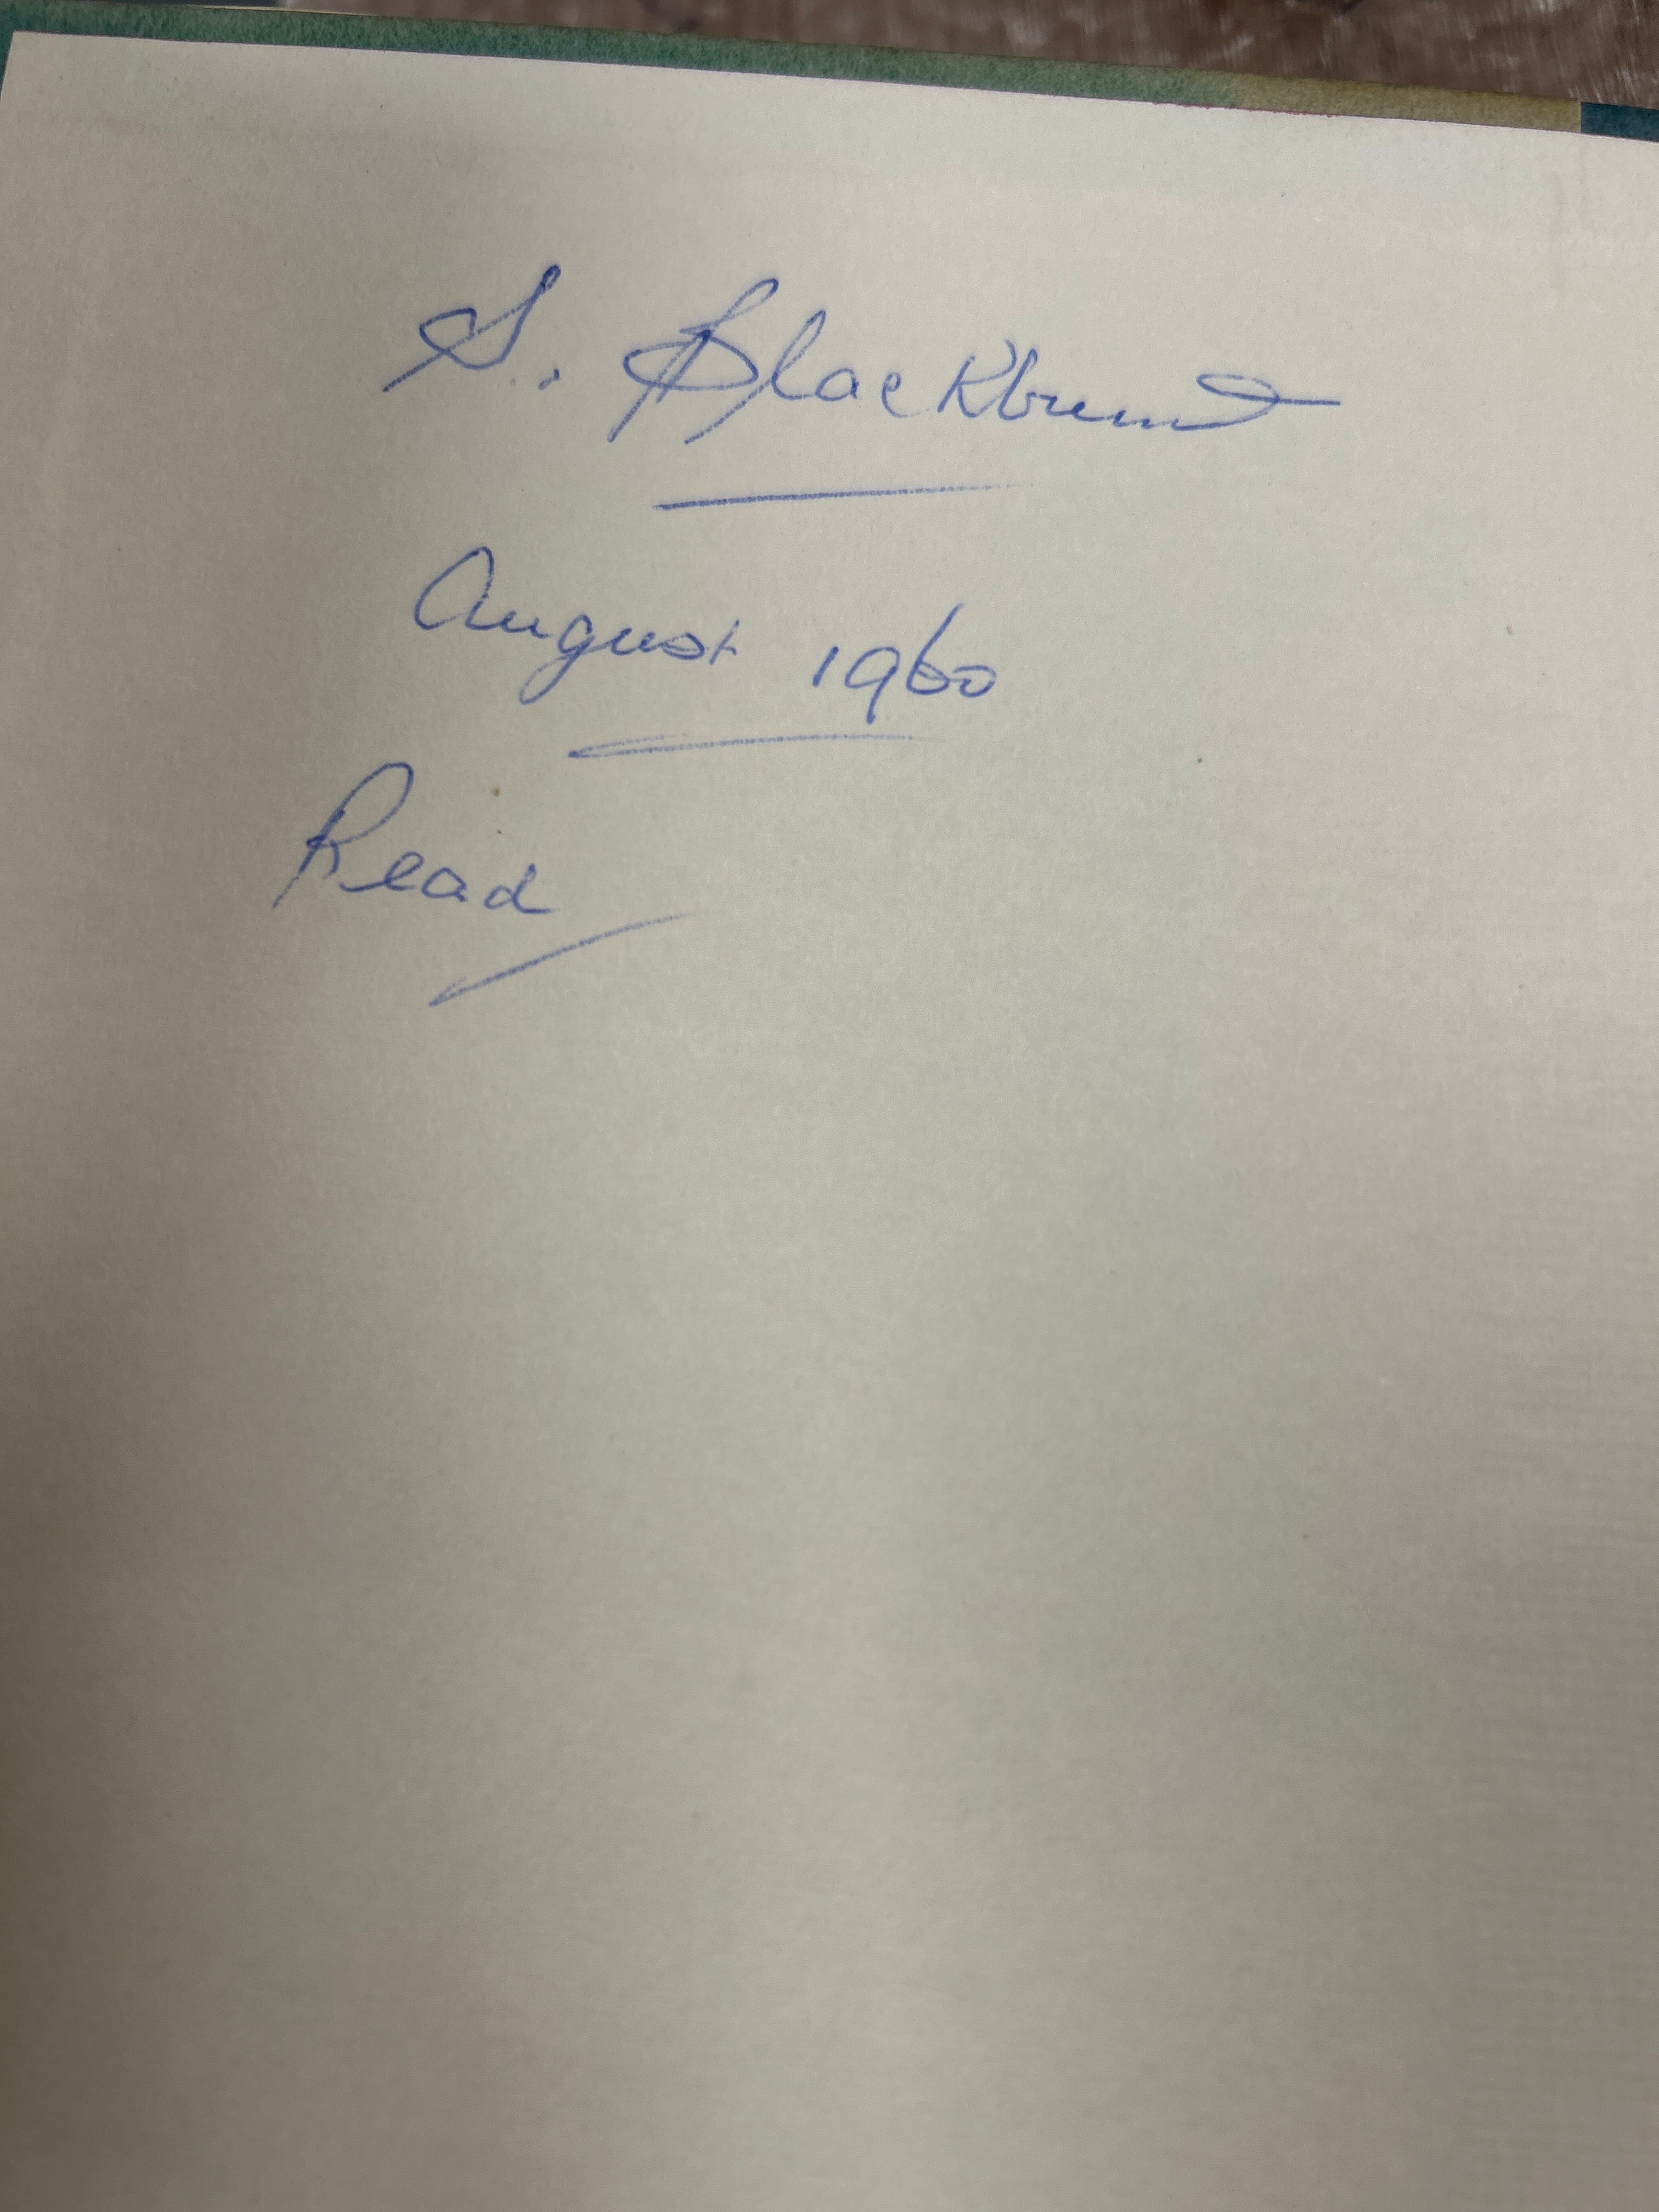 S. Blackburn
August 1960
Read